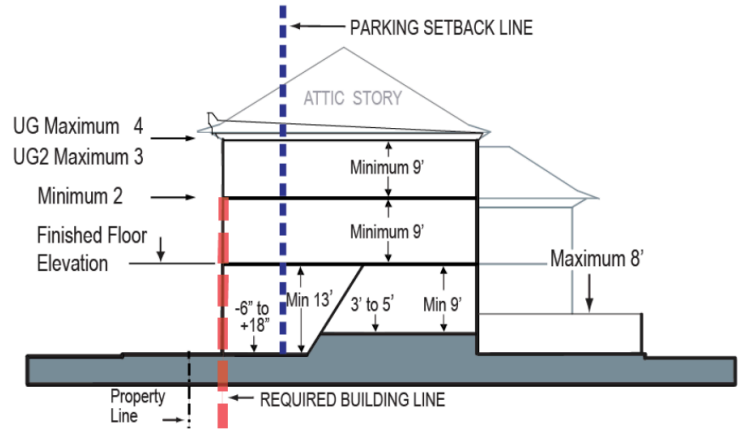 PARKING SETBACK LINE
ATTIC STORY
UG Maximum 4
UG2 Maximum 3
Minimum 9’
Minimum 2
Minimum 9’
Finished Floor
Elevation
Maximum 8’
-6” to
+18”
Min 13’
3’ to 5’
Min 9’
Property
Line
REQUIRED BUILDING LINE